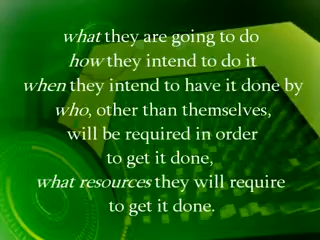 what they are going to do
how they intend to do it
when they intend to have it done by
who, other than themselves,
will be required in order
to get it done,
what resources they will require
to get it done.